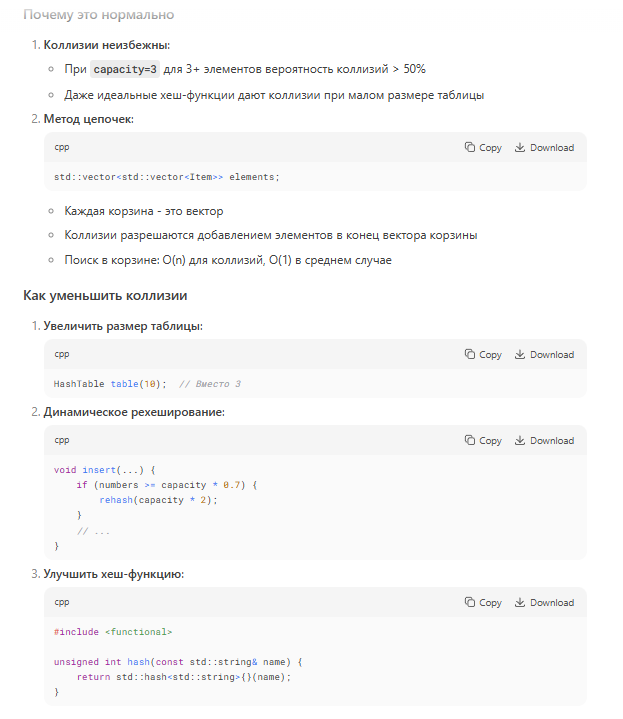 Почему это нормально
1. Коллизии неизбежны:
◦ При capacity=3 для 3+ элементов вероятность коллизий > 50%
◦ Даже идеальные хеш-функции дают коллизии при малом размере таблицы
2. Метод цепочек:
cpp Copy Download
std::vector<std::vector<Item>> elements;
◦ Каждая корзина - это вектор
◦ Коллизии разрешаются добавлением элементов в конец вектора корзины
◦ Поиск в корзине: O(n) для коллизий, O(1) в среднем случае
Как уменьшить коллизии
1. Увеличить размер таблицы:
cpp Copy Download
HashTable table(10);  // Вместо 3
2. Динамическое рехеширование:
cpp Copy Download
void insert(...) {
    if (numbers >= capacity * 0.7) {
        rehash(capacity * 2);
    }
    // ...
}
3. Улучшить хеш-функцию:
cpp Copy Download
#include <functional>
unsigned int hash(const std::string& name) {
    return std::hash<std::string>{}(name);
}